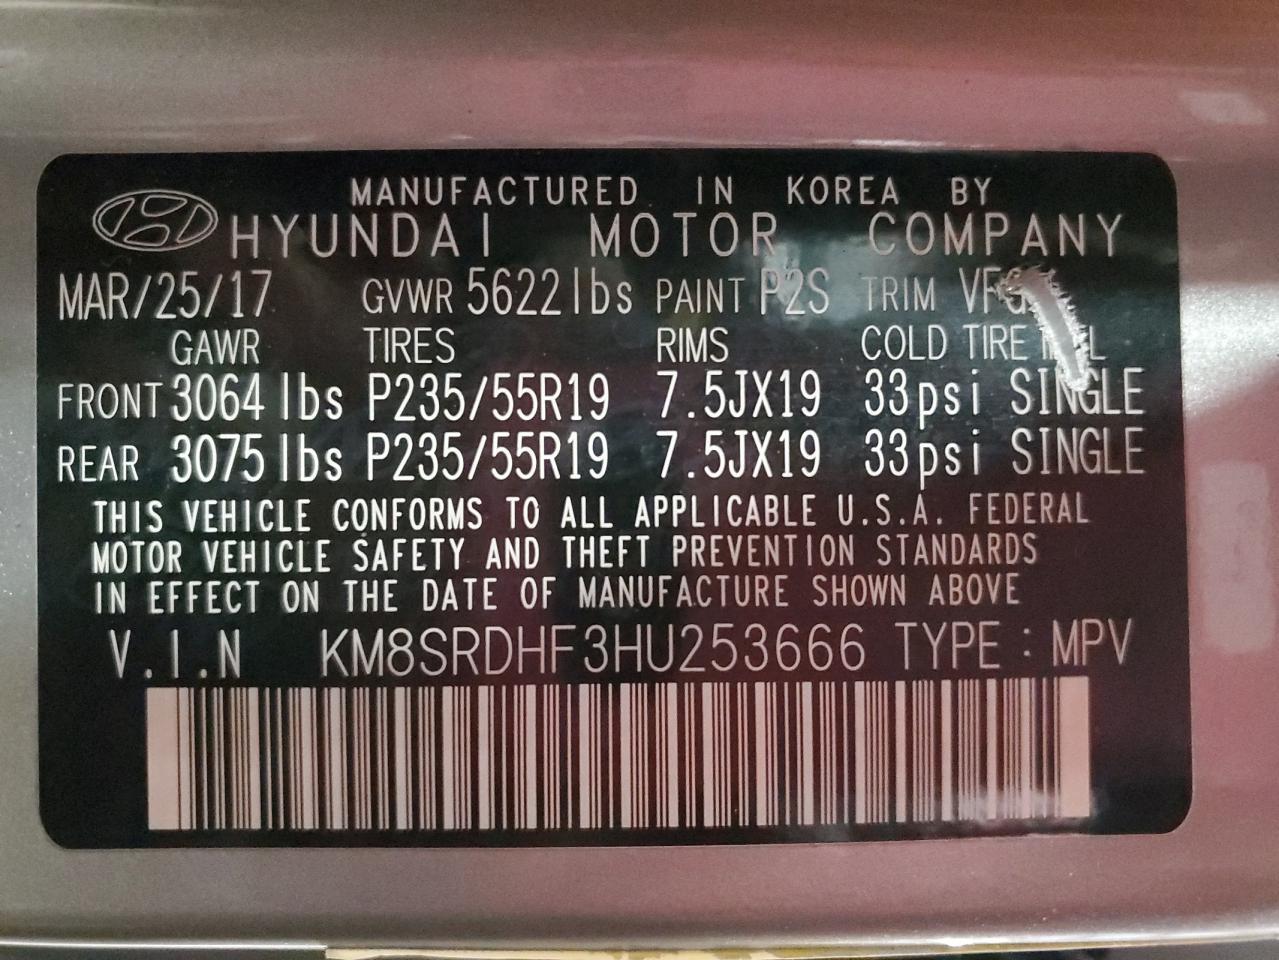 MANUFACTURED IN KOREA BY
HYUNDAI MOTOR COMPANY
MAR/25/17 GVWR 5622lbs PAINT P2S TRIM
GAWR TIRES RIMS COLD TIRE
FRONT 3064 lbs P235/55R19 7.5JX19 33psi SINGLE
REAR 3075 lbs P235/55R19 7.5JX19 33psi SINGLE
THIS VEHICLE CONFORMS TO ALL APPLICABLE U.S.A. FEDERAL
MOTOR VEHICLE SAFETY AND THEFT PREVENTION STANDARDS
IN EFFECT ON THE DATE OF MANUFACTURE SHOWN ABOVE
V.I.N KM8SRDHF3HU253666 TYPE : MPV